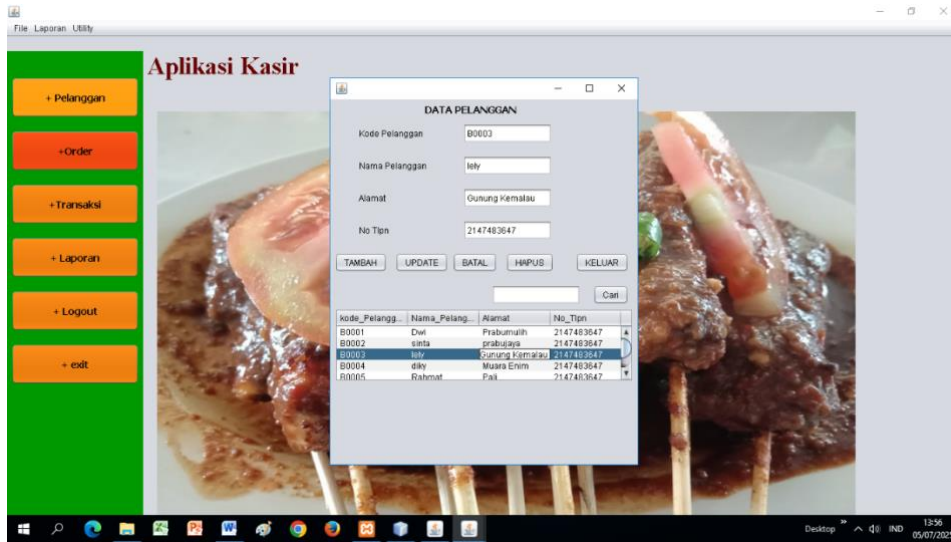 File Laporan Utility
Aplikasi Kasir
+ Pelanggan
+Order
+Transaksi
+ Laporan
+ Logout
+ exit
DATA PELANGGAN
Kode Pelanggan B0003
Nama Pelanggan lely
Alamat Gunung Kemalau
No Tlpn 2147483647
TAMBAH UPDATE BATAL HAPUS KELUAR
Cari
kode_Pelangg... Nama_Pelang... Alamat No_Tlpn
B0001 Dwi Prabumulih 2147483647
B0002 sinta prabujaya 2147483647
B0003 lely Gunung Kemalau 2147483647
B0004 diky Muara Enim 2147483647
B0005 Rahmat Pali 2147483647
Desktop » IND 13:56